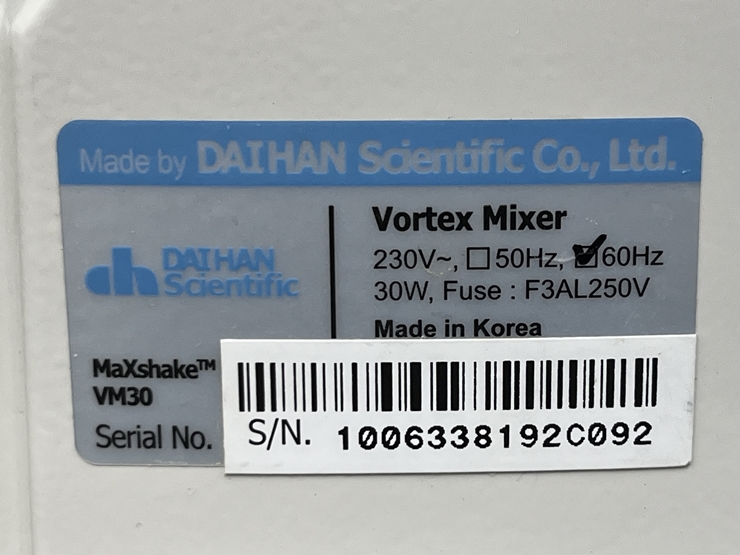 Made by DAIHAN Scientific Co., Ltd.
DAIHAN
Scientific
Vortex Mixer
230V~, ☐ 50Hz, ☑ 60Hz
30W, Fuse : F3AL250V
Made in Korea
MaXshake™
VM30
Serial No.
S/N. 1006338192C092